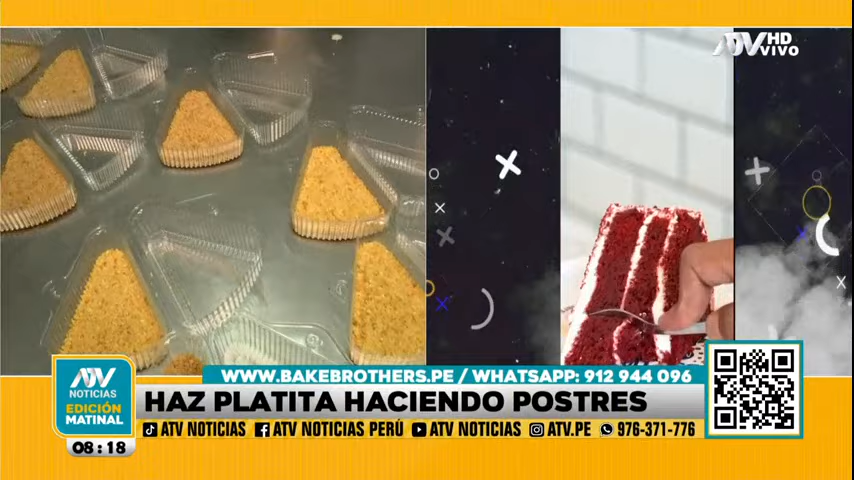 ATV HD
VIVO
WWW.BAKEBROTHERS.PE / WHATSAPP: 912 944 096
ATV
NOTICIAS
EDICIÓN
MATINAL
08:18
HAZ PLATITA HACIENDO POSTRES
ATV NOTICIAS ATV NOTICIAS PERÚ ATV NOTICIAS ATV.PE 976-371-776